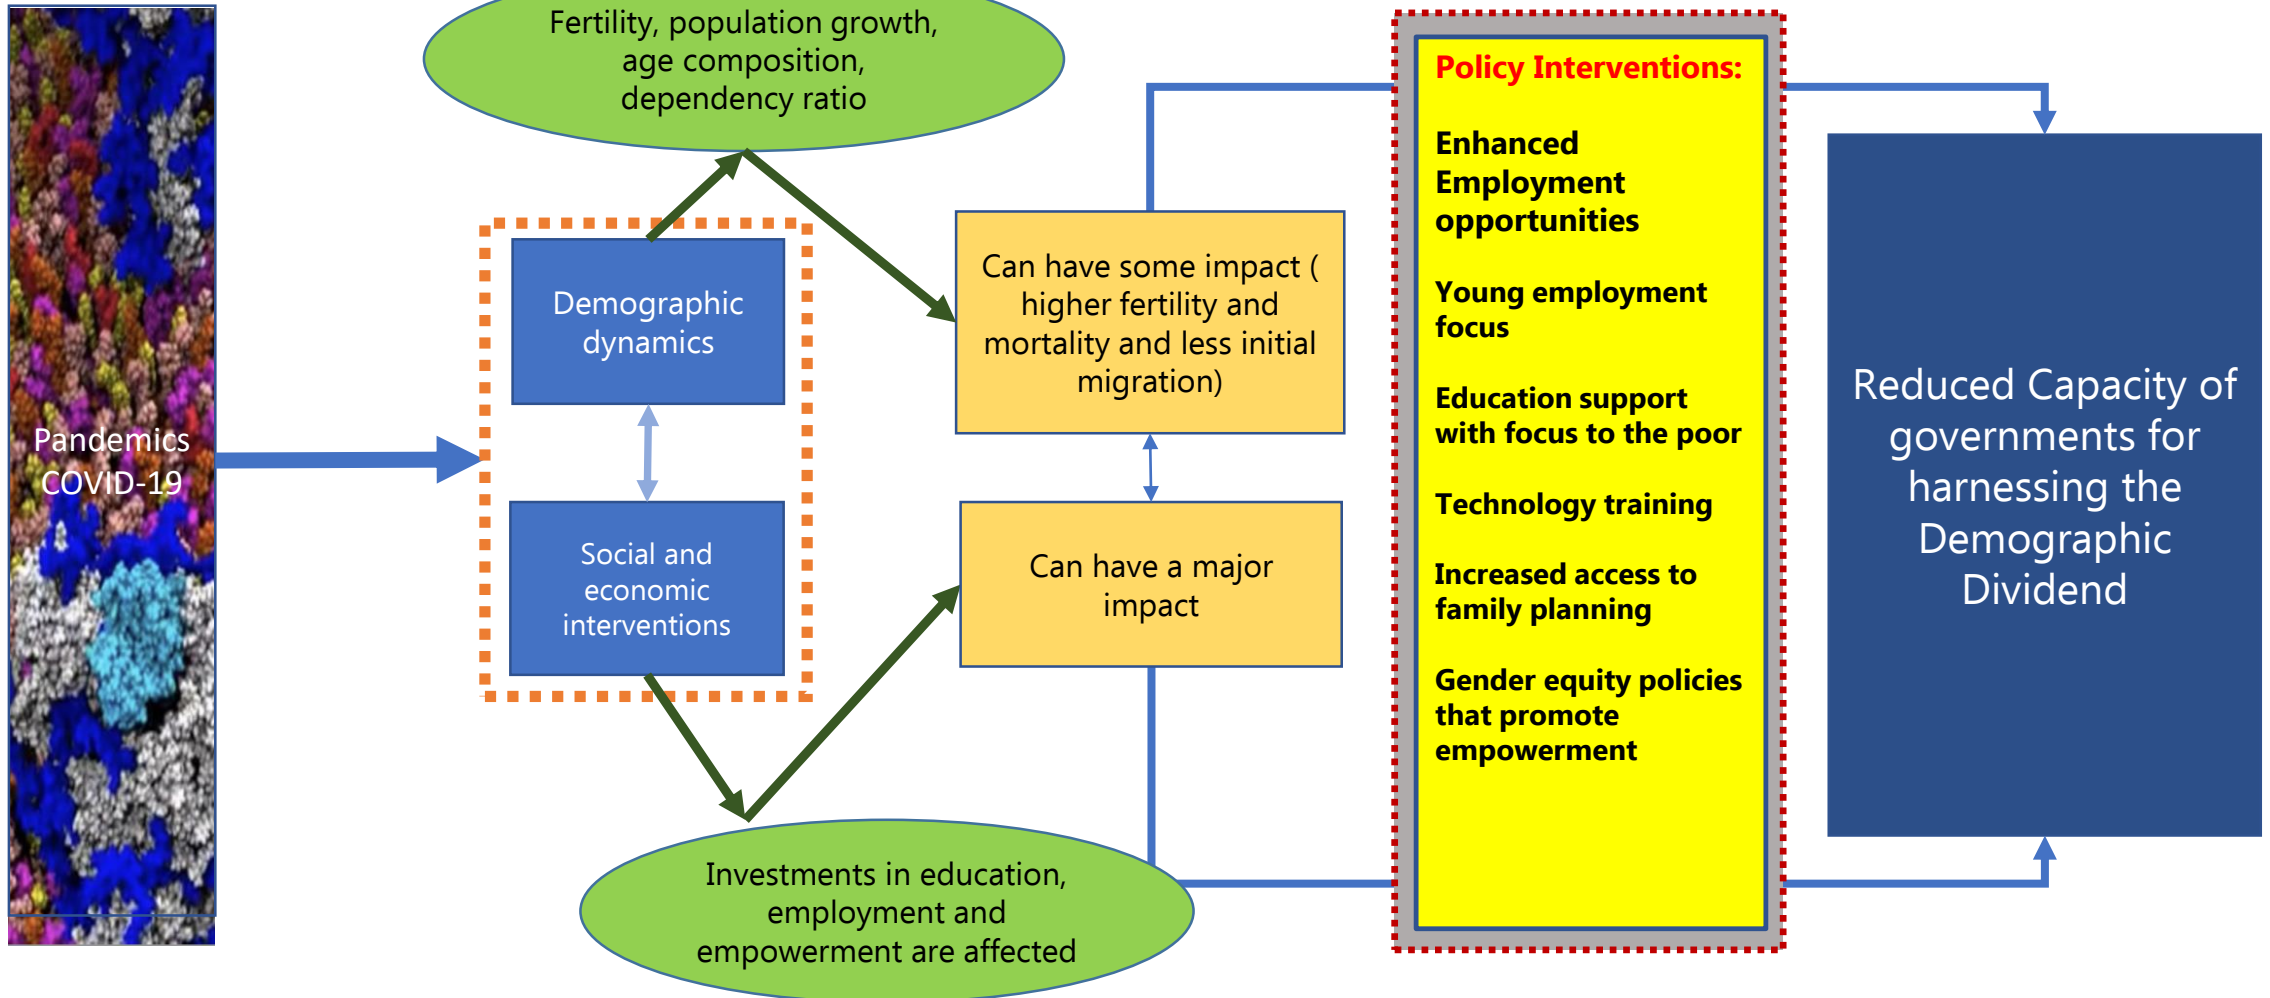 Pandemics
COVID-19
Fertility, population growth,
age composition,
dependency ratio
Demographic
dynamics
Social and
economic
interventions
Investments in education,
employment and
empowerment are affected
Can have some impact (
higher fertility and
mortality and less initial
migration)
Can have a major
impact
Policy Interventions:
Enhanced
Employment
opportunities
Young employment
focus
Education support
with focus to the poor
Technology training
Increased access to
family planning
Gender equity policies
that promote
empowerment
Reduced Capacity of
governments for
harnessing the
Demographic
Dividend